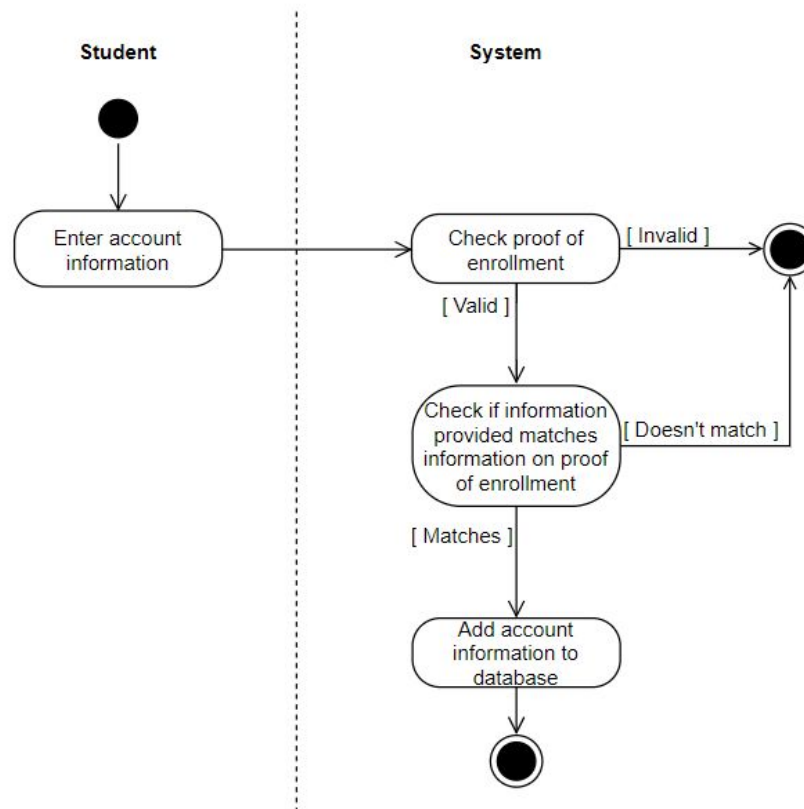 Student
System
Enter account
information
Check proof of
enrollment
[ Invalid ]
[ Valid ]
Check if information
provided matches
information on proof
of enrollment
[ Doesn't match ]
[ Matches ]
Add account
information to
database